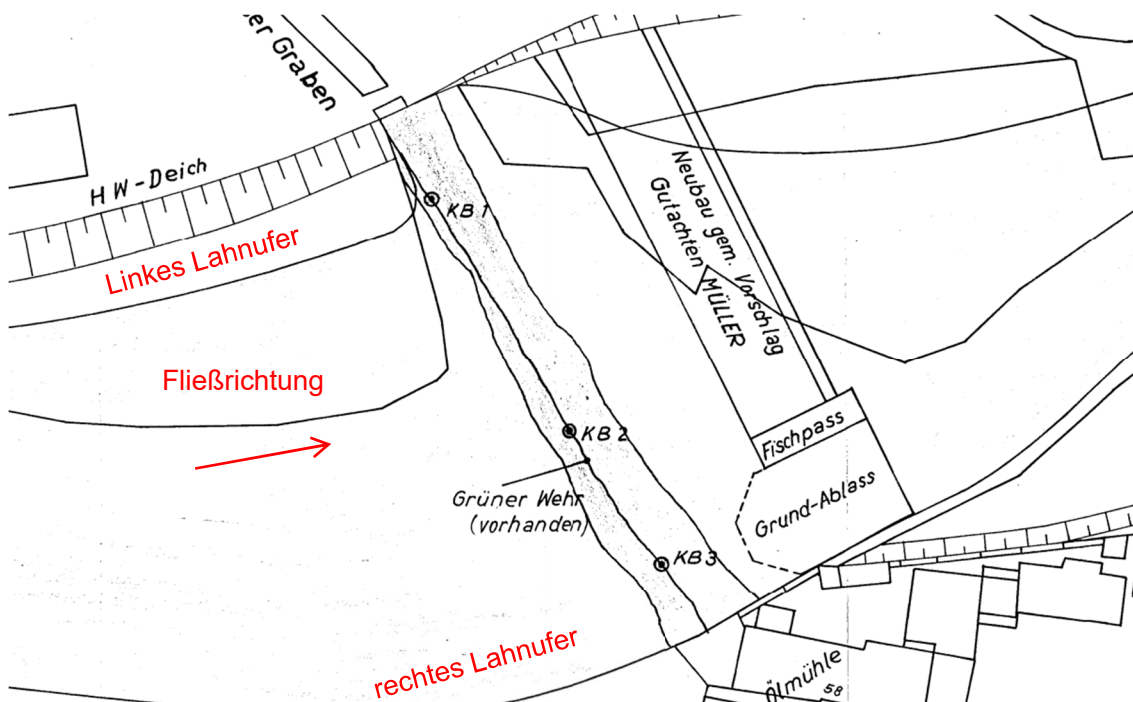 er Graben
HW-Deich
Linkes Lahnufer
KB 1
Neubau gem. Vorschlag
Gutachten MÜLLER
Fließrichtung
KB 2
Fischpass
Grüner Wehr
(vorhanden)
Grund-Ablass
KB 3
rechtes Lahnufer
Ölmühle
58